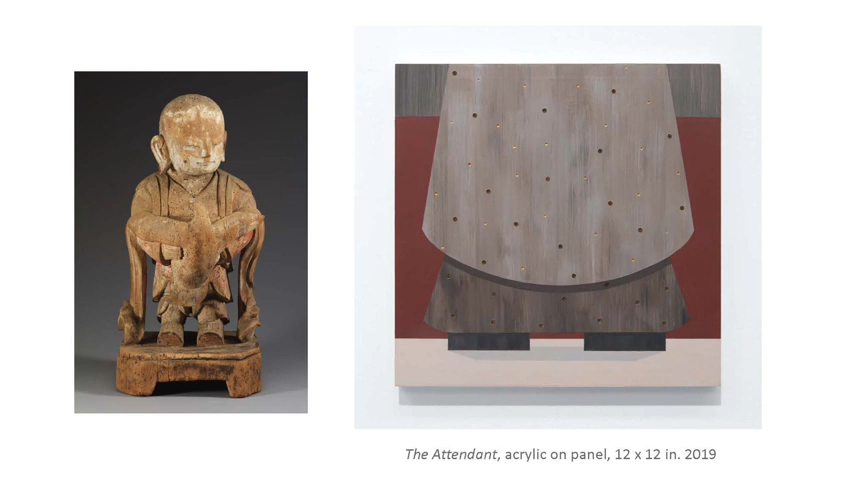 The Attendant, acrylic on panel, 12 x 12 in. 2019